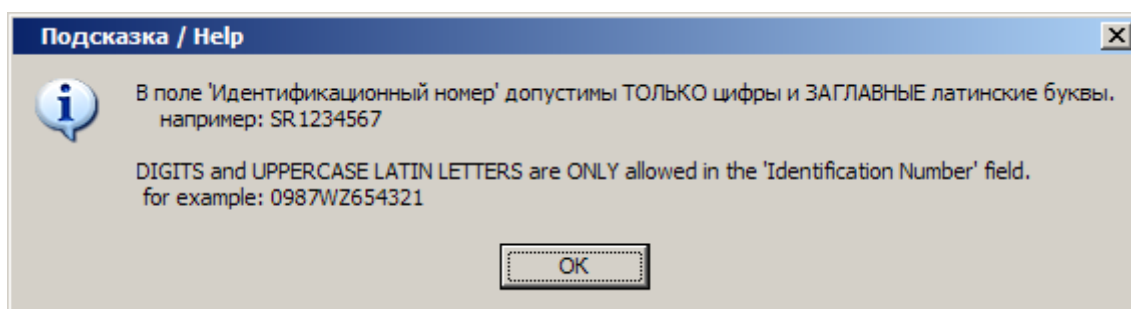 Подсказка / Help
В поле 'Идентификационный номер' допустимы ТОЛЬКО цифры и ЗАГЛАВНЫЕ латинские буквы.
например: SR1234567
DIGITS and UPPERCASE LATIN LETTERS are ONLY allowed in the 'Identification Number' field.
for example: 0987WZ654321
OK